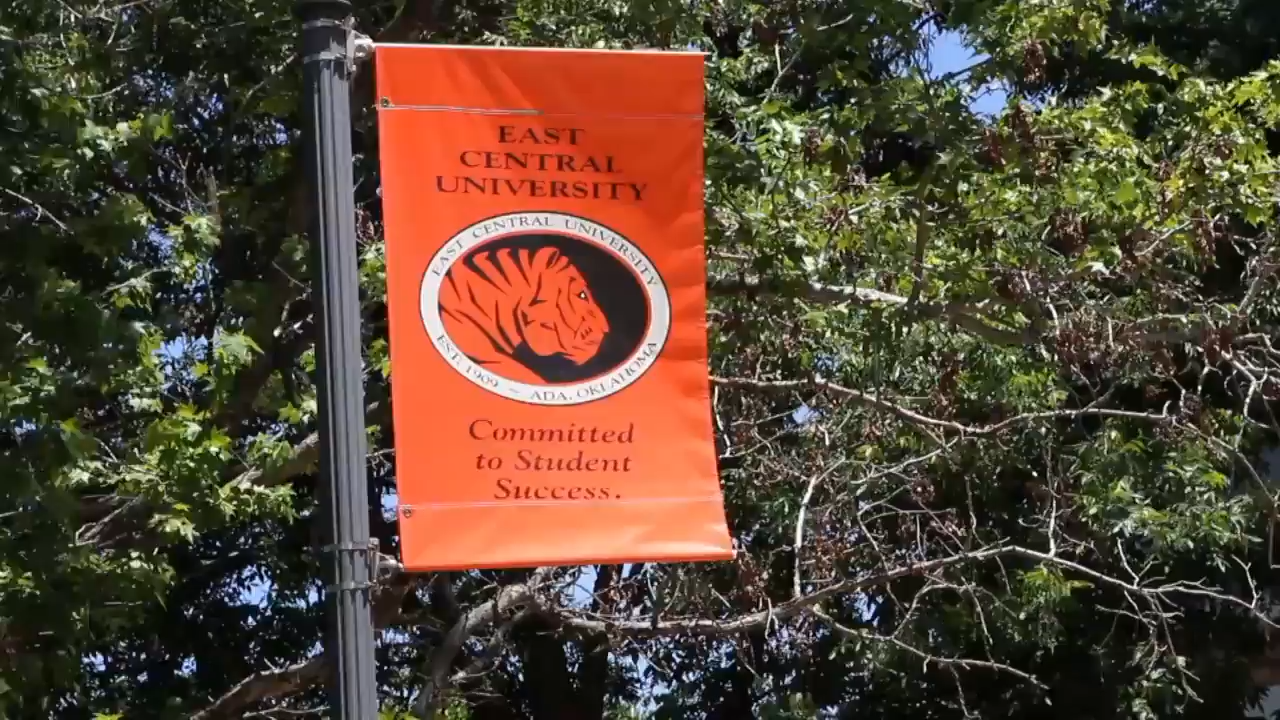 EAST
CENTRAL
UNIVERSITY
EAST CENTRAL UNIVERSITY
EST. 1909 ~ ADA, OKLAHOMA
Committed
to Student
Success.